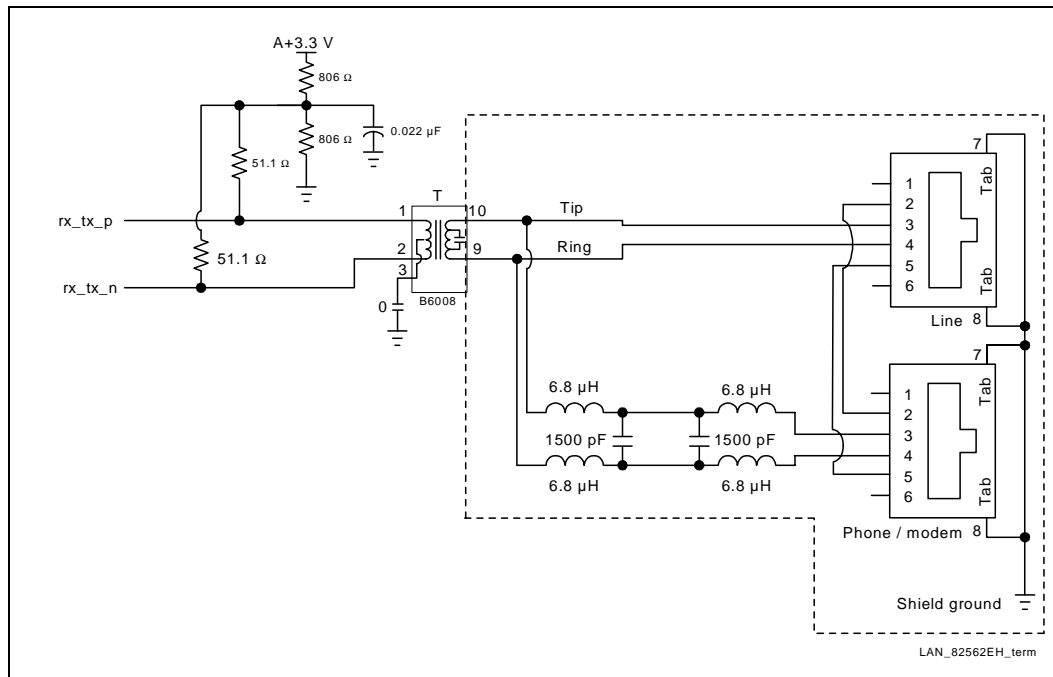 A+3.3 V
806 Ω
806 Ω
0.022 µF
51.1 Ω
rx_tx_p
51.1 Ω
rx_tx_n
T
1
2
3
10
9
0
B6008
Tip
Ring
7
Tab
1
2
3
4
5
6
Tab
Line
8
7
Tab
1
2
3
4
5
6
Tab
Phone / modem
8
6.8 µH
6.8 µH
1500 pF
1500 pF
6.8 µH
6.8 µH
Shield ground
LAN_82562EH_term